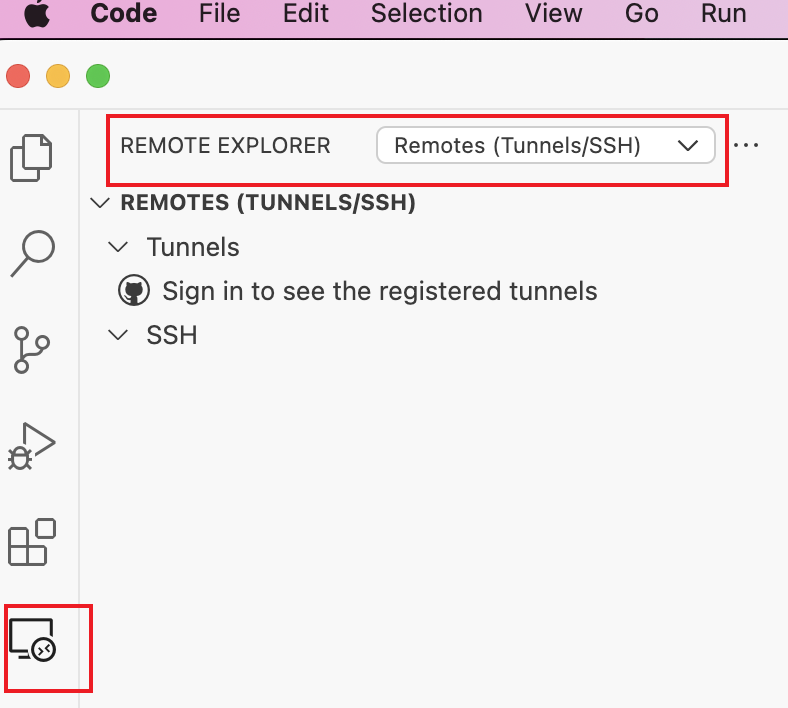 Code File Edit Selection View Go Run
REMOTE EXPLORER Remotes (Tunnels/SSH) ···
REMOTES (TUNNELS/SSH)
Tunnels
Sign in to see the registered tunnels
SSH